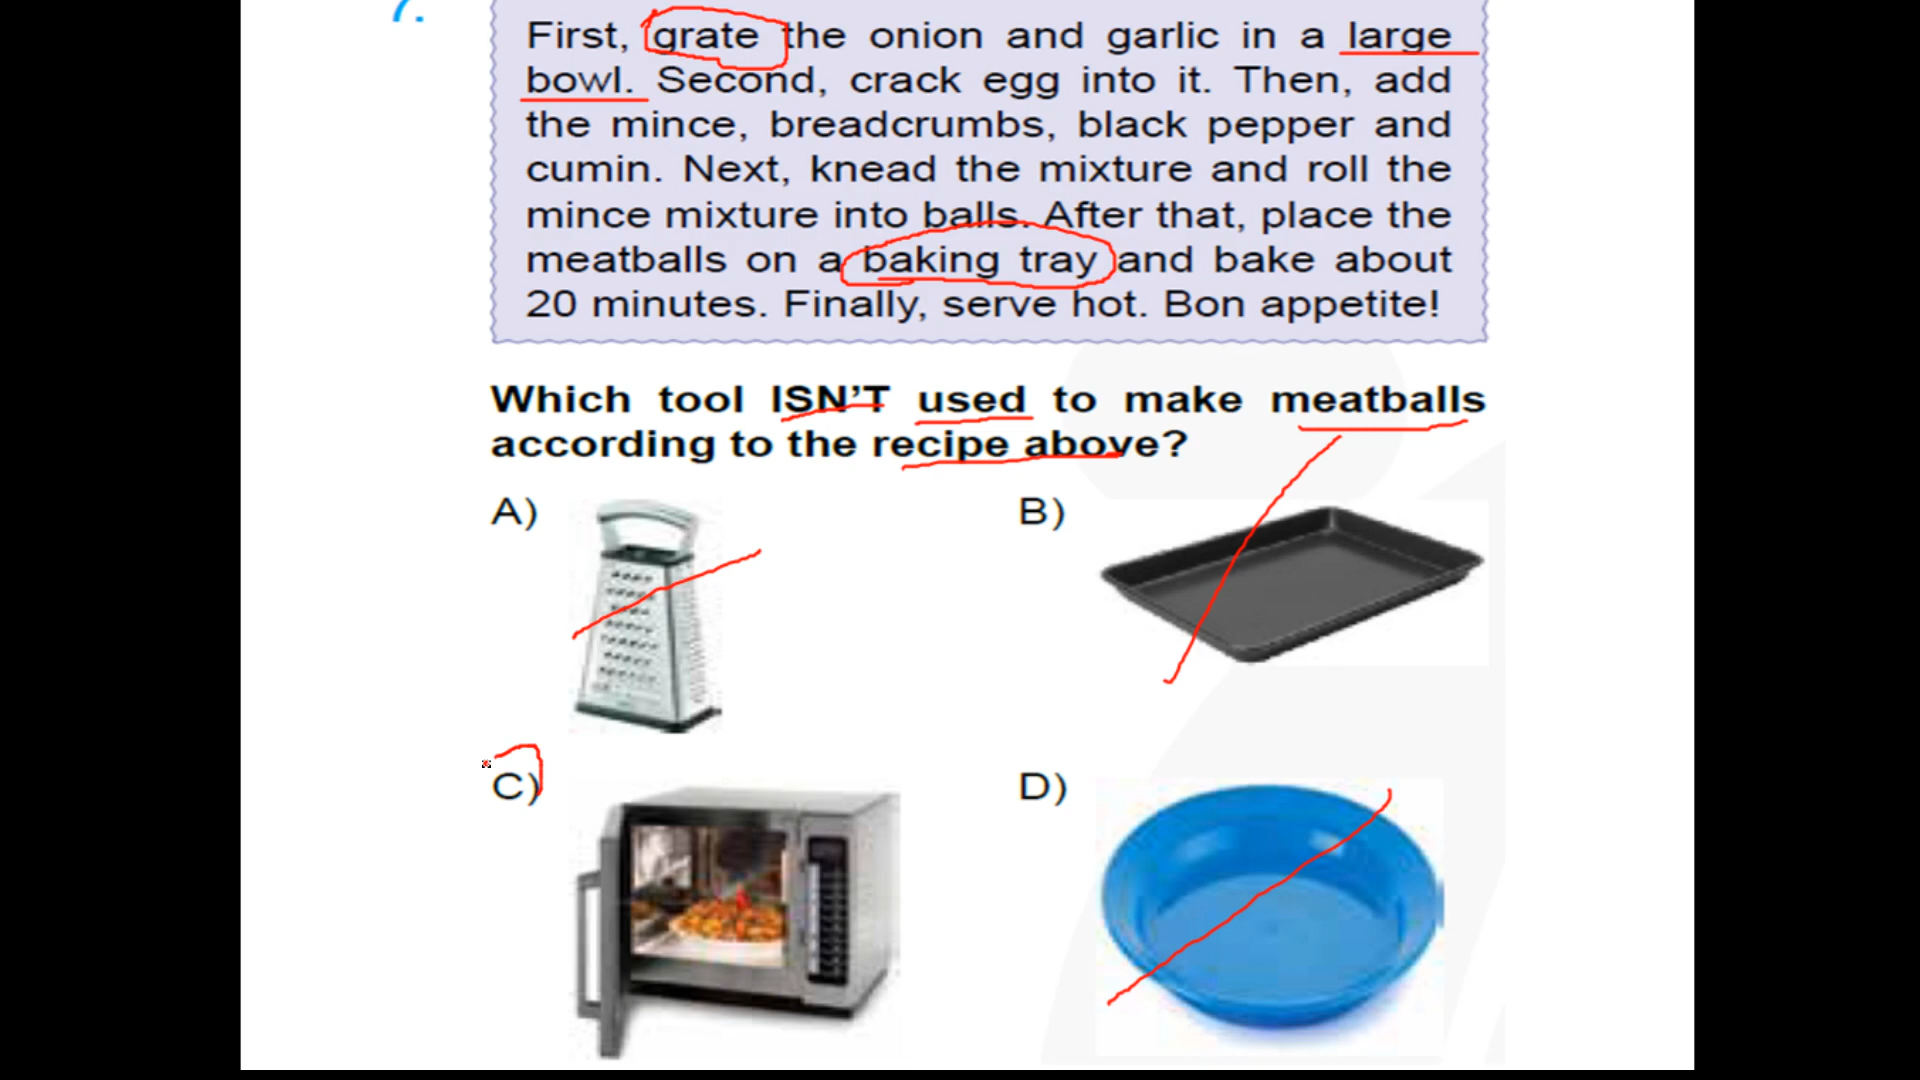 7.
First, grate the onion and garlic in a large
bowl. Second, crack egg into it. Then, add
the mince, breadcrumbs, black pepper and
cumin. Next, knead the mixture and roll the
mince mixture into balls. After that, place the
meatballs on a baking tray and bake about
20 minutes. Finally, serve hot. Bon appetite!
Which tool ISN'T used to make meatballs
according to the recipe above?
A)
B)
C)
D)